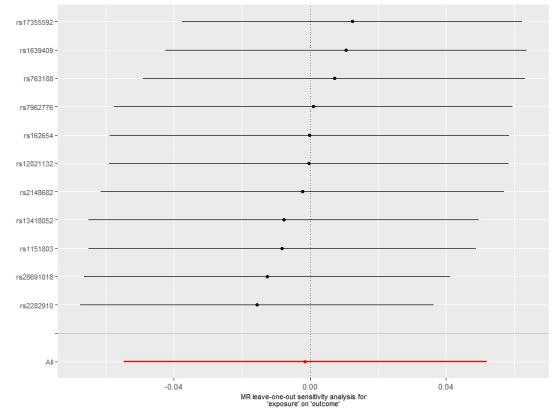 rs17355592
rs1639409
rs763188
rs7962776
rs162654
rs12021132
rs2148682
rs13418052
rs1151803
rs28691018
rs2282910
All
-0.04 0.00 0.04
MR leave-one-out sensitivity analysis for
'exposure' on 'outcome'